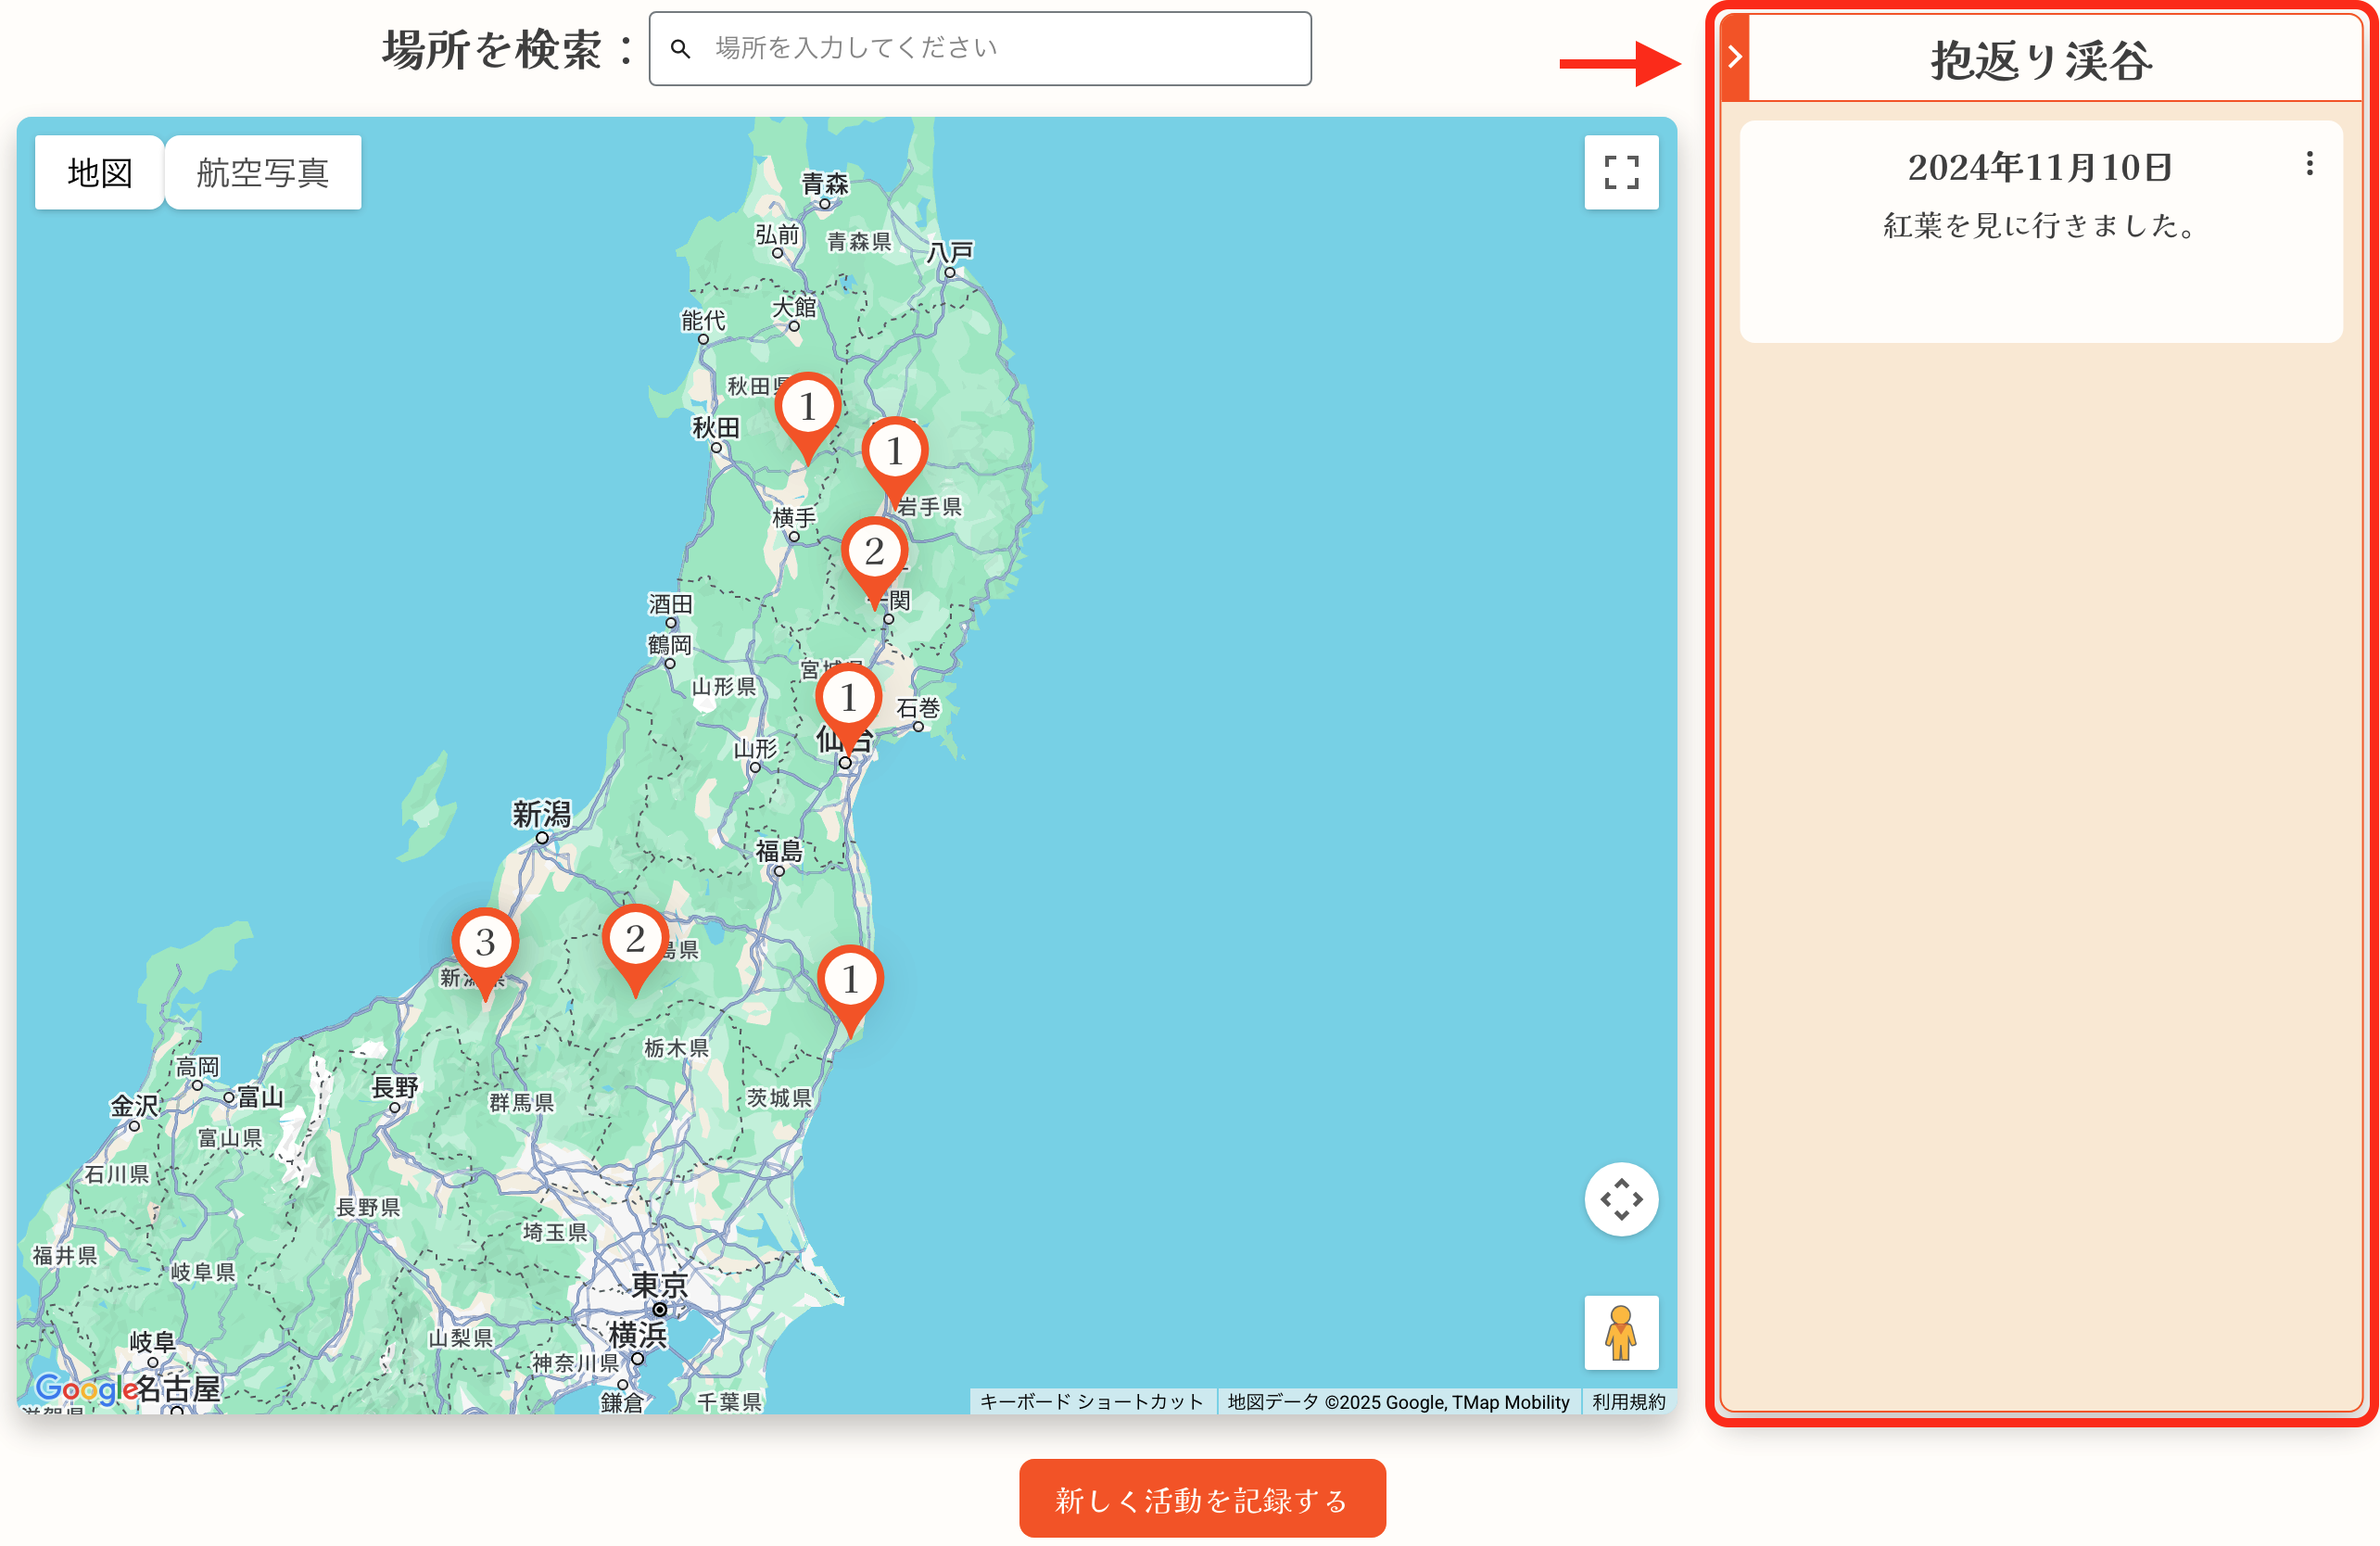 場所を検索：
場所を入力してください
抱返り渓谷
2024年11月10日
紅葉を見に行きました。
地図
航空写真
青森
弘前
青森県
八戸
大館
能代
秋田県
1
秋田
1
岩手県
横手
2
一関
酒田
鶴岡
宮城県
山形県
1
石巻
仙台
山形
新潟
福島
3
2
島県
1
新潟県
栃木県
高岡
長野
富山
金沢
群馬県
茨城県
富山県
石川県
長野県
埼玉県
福井県
岐阜県
東京
横浜
山梨県
岐阜
神奈川県
Google
名古屋
鎌倉
千葉県
滋賀県
キーボード ショートカット
地図データ ©2025 Google, TMap Mobility
利用規約
新しく活動を記録する